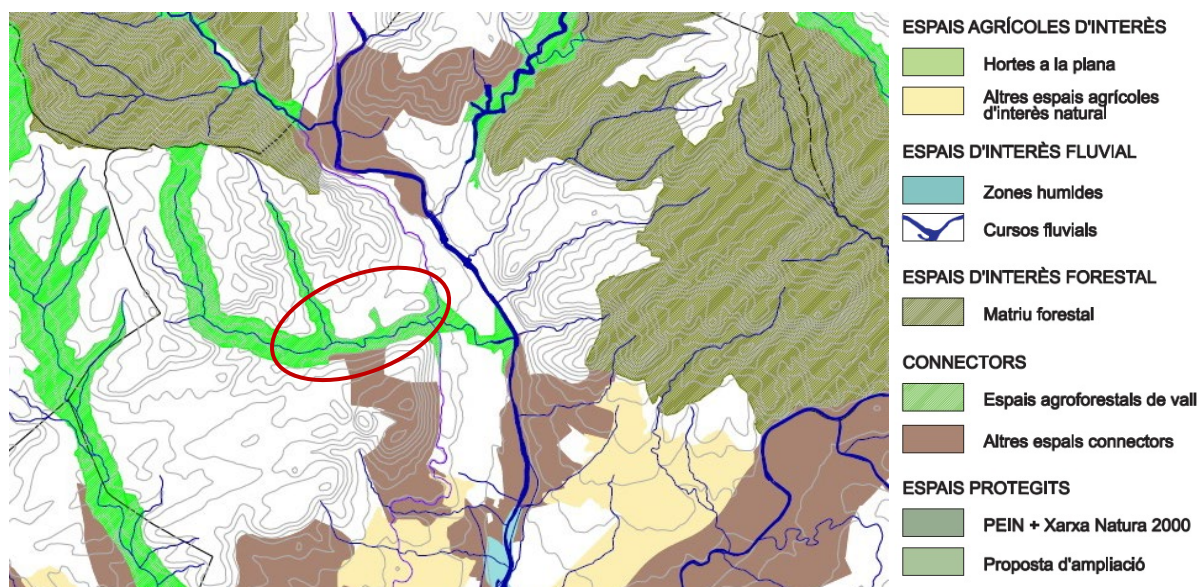 ESPAIS AGRÍCOLES D'INTERÈS
Hortes a la plana
Altres espais agrícoles
d'interès natural
ESPAIS D'INTERÈS FLUVIAL
Zones humides
Cursos fluvials
ESPAIS D'INTERÈS FORESTAL
Matriu forestal
CONNECTORS
Espais agroforestals de vall
Altres espais connectors
ESPAIS PROTEGITS
PEIN + Xarxa Natura 2000
Proposta d'ampliació